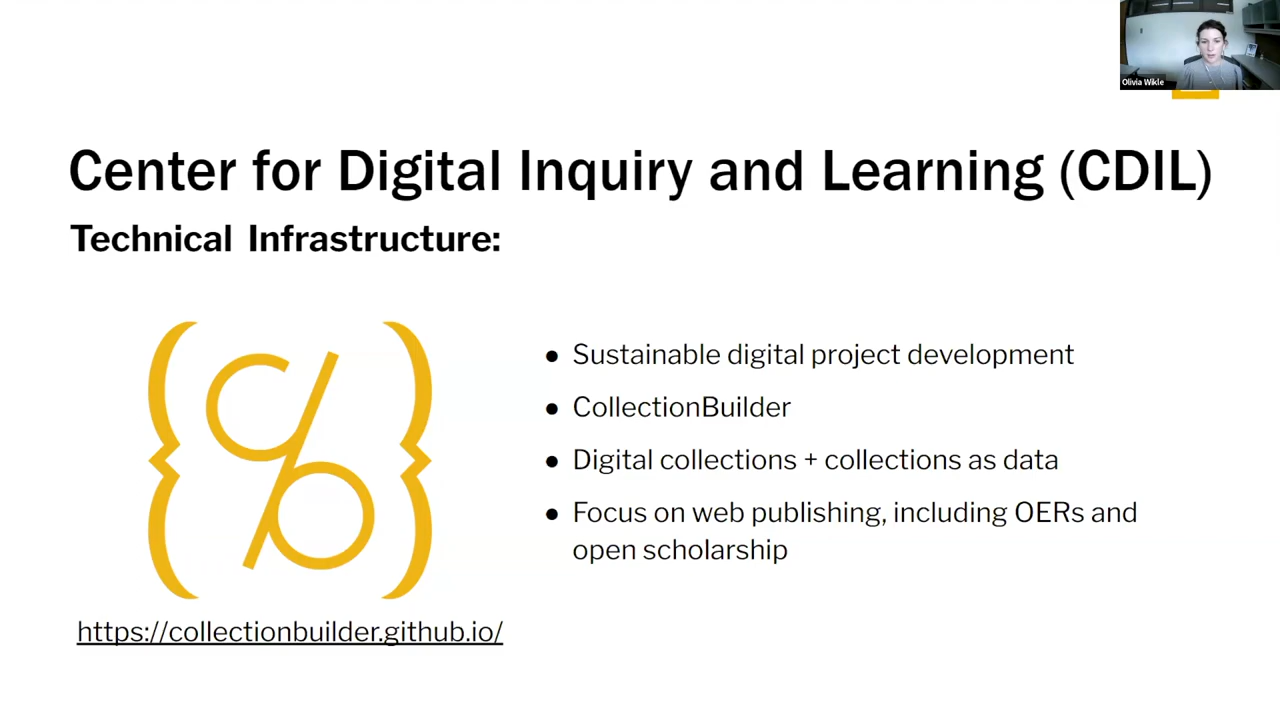 Olivia Wikle
Center for Digital Inquiry and Learning (CDIL)
Technical Infrastructure:
● Sustainable digital project development
● CollectionBuilder
● Digital collections + collections as data
● Focus on web publishing, including OERs and
open scholarship
cb
https://collectionbuilder.github.io/